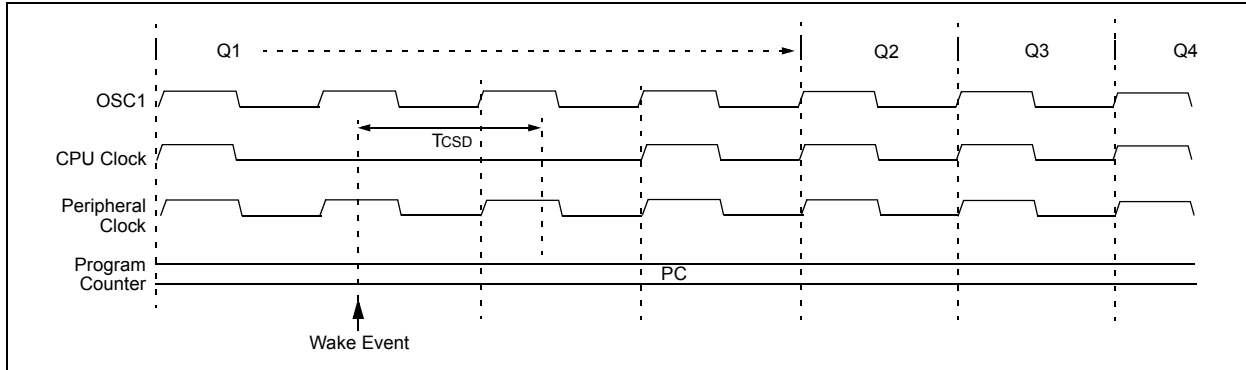 Q1
Q2
Q3
Q4
OSC1
TCSD
CPU Clock
Peripheral
Clock
Program
Counter
PC
Wake Event